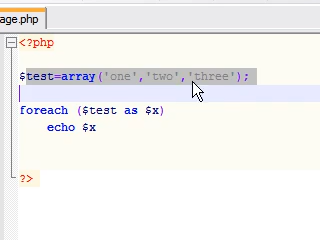 age.php
<?php
$test=array('one','two','three');
foreach ($test as $x)
echo $x
?>